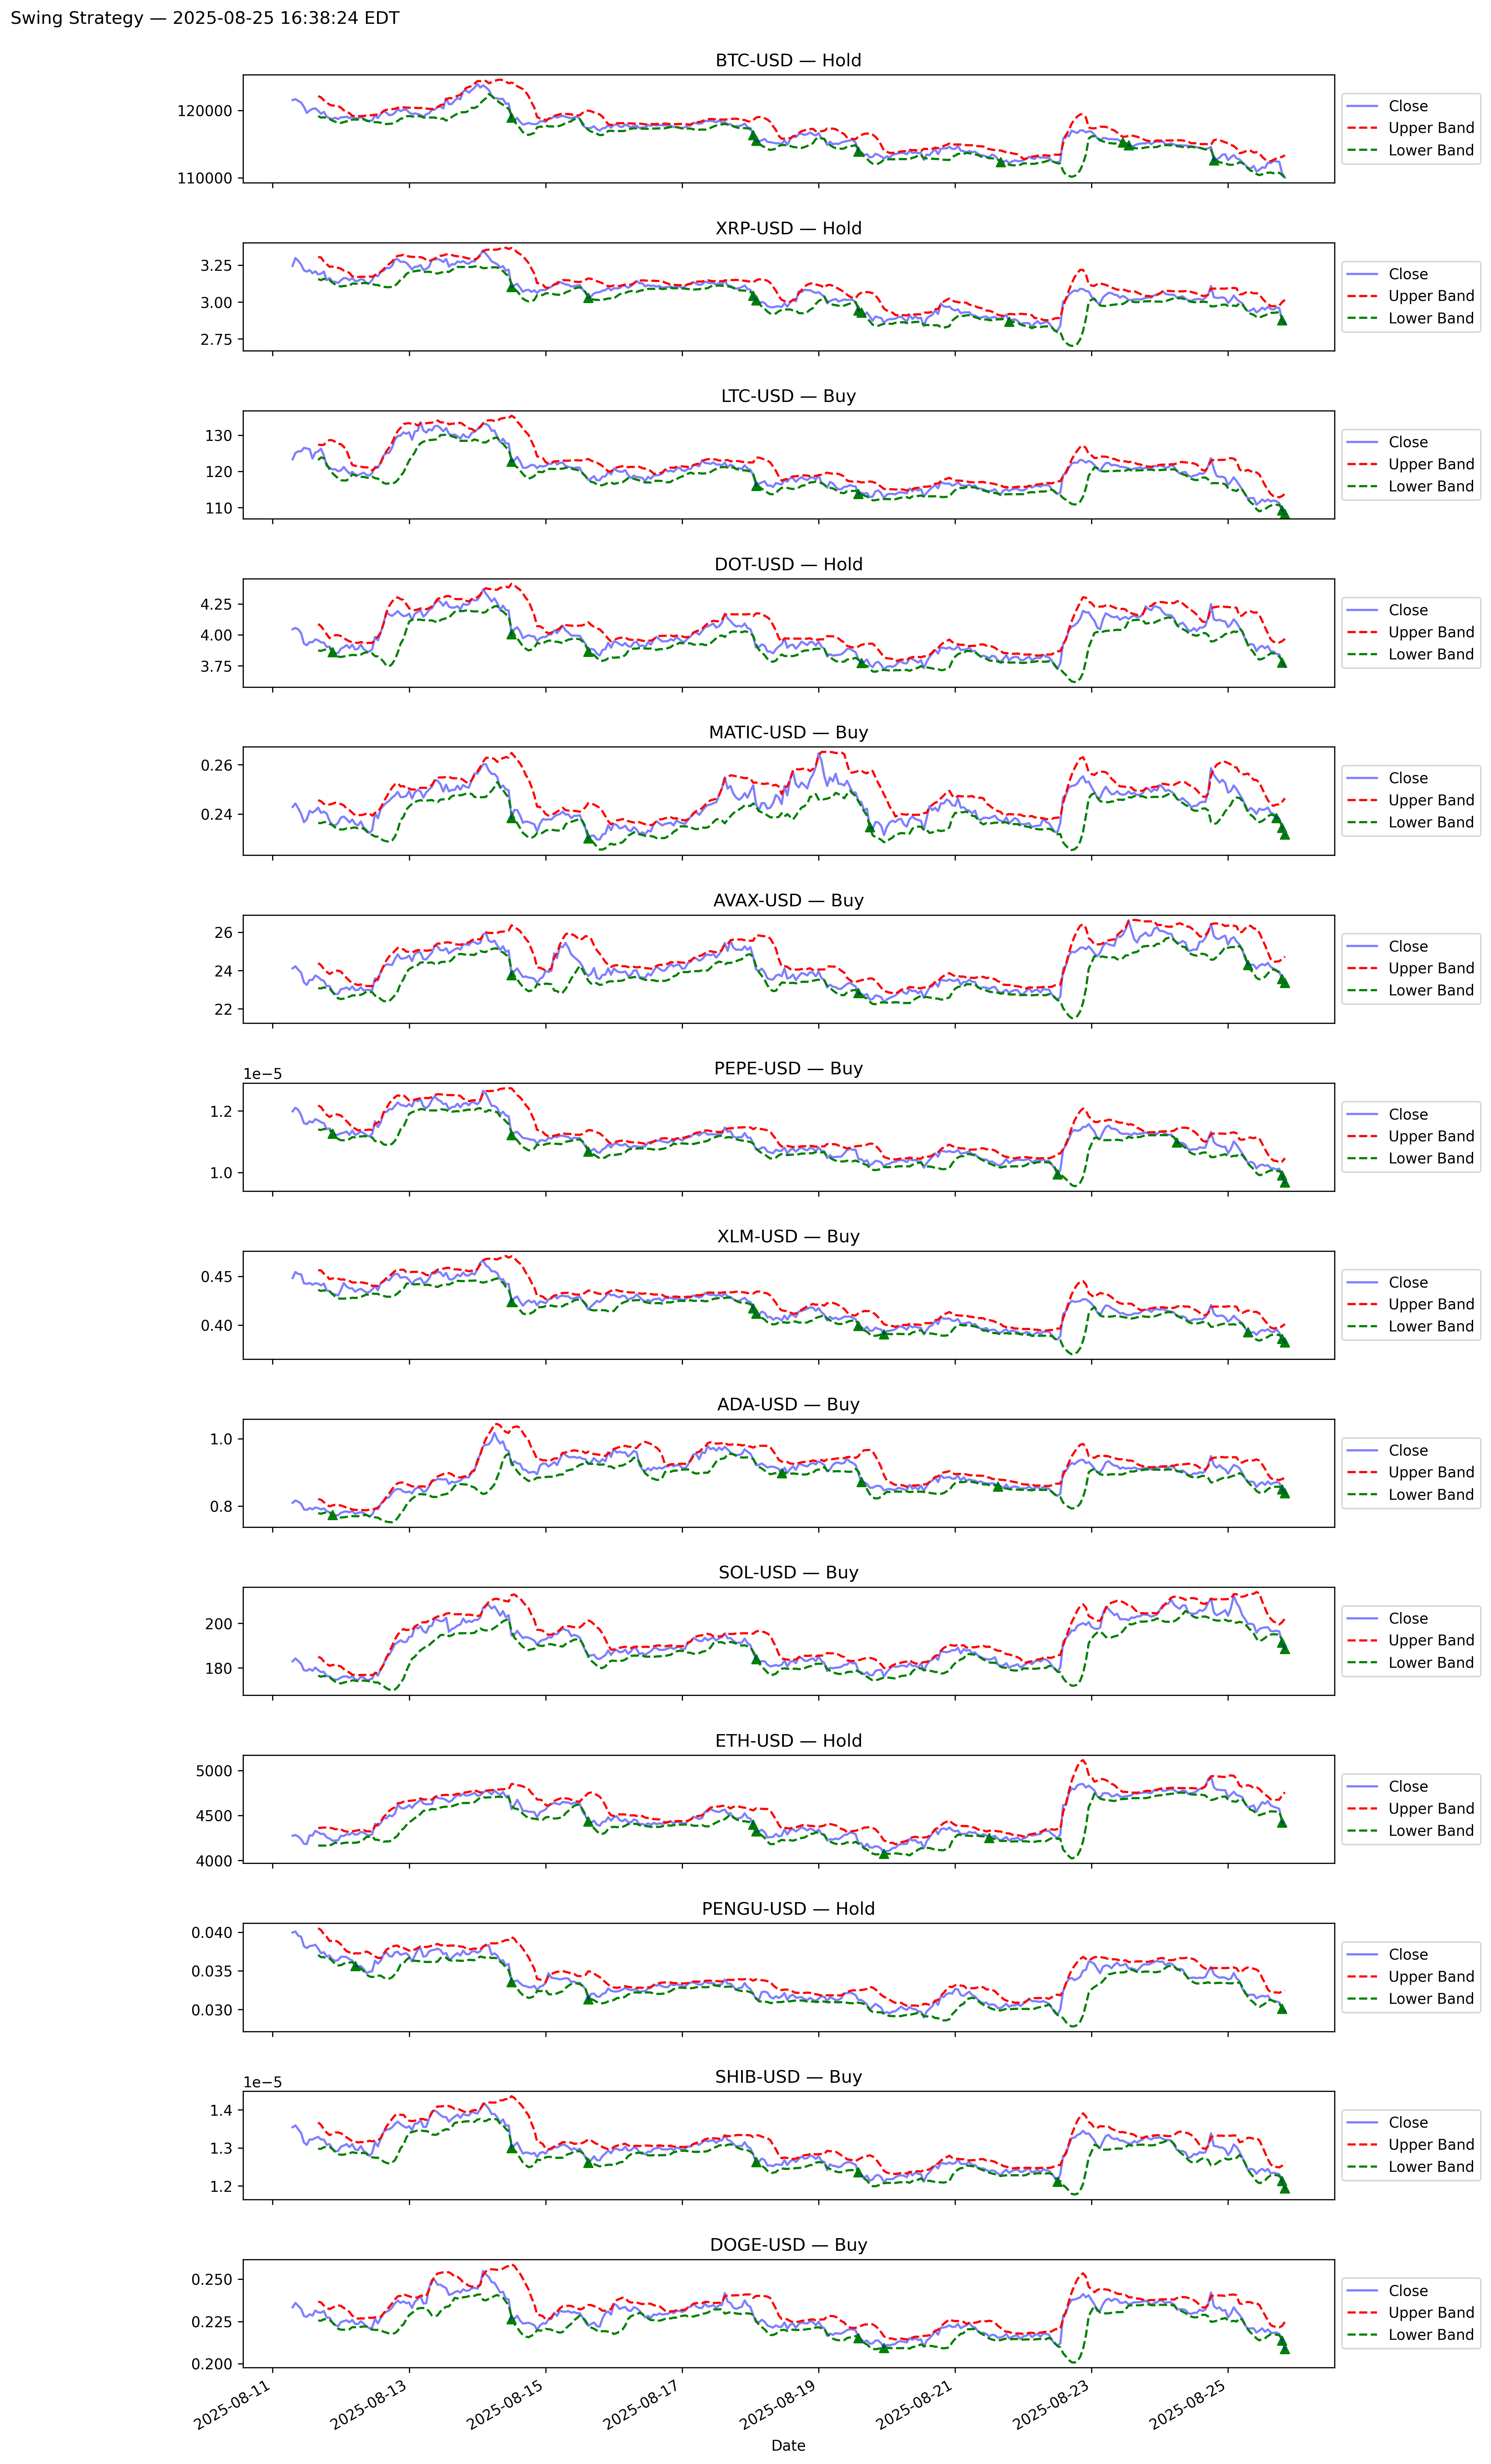 Swing Strategy — 2025-08-25 16:38:24 EDT
BTC-USD — Hold
120000
110000
Close
Upper Band
Lower Band
XRP-USD — Hold
3.25
3.00
2.75
Close
Upper Band
Lower Band
LTC-USD — Buy
130
120
110
Close
Upper Band
Lower Band
DOT-USD — Hold
4.25
4.00
3.75
Close
Upper Band
Lower Band
MATIC-USD — Buy
0.26
0.24
Close
Upper Band
Lower Band
AVAX-USD — Buy
26
24
22
Close
Upper Band
Lower Band
PEPE-USD — Buy
1e−5
1.2
1.0
Close
Upper Band
Lower Band
XLM-USD — Buy
0.45
0.40
Close
Upper Band
Lower Band
ADA-USD — Buy
1.0
0.8
Close
Upper Band
Lower Band
SOL-USD — Buy
200
180
Close
Upper Band
Lower Band
ETH-USD — Hold
5000
4500
4000
Close
Upper Band
Lower Band
PENGU-USD — Hold
0.040
0.035
0.030
Close
Upper Band
Lower Band
SHIB-USD — Buy
1e−5
1.4
1.3
1.2
Close
Upper Band
Lower Band
DOGE-USD — Buy
0.250
0.225
0.200
Close
Upper Band
Lower Band
2025-08-11
2025-08-13
2025-08-15
2025-08-17
2025-08-19
2025-08-21
2025-08-23
2025-08-25
Date